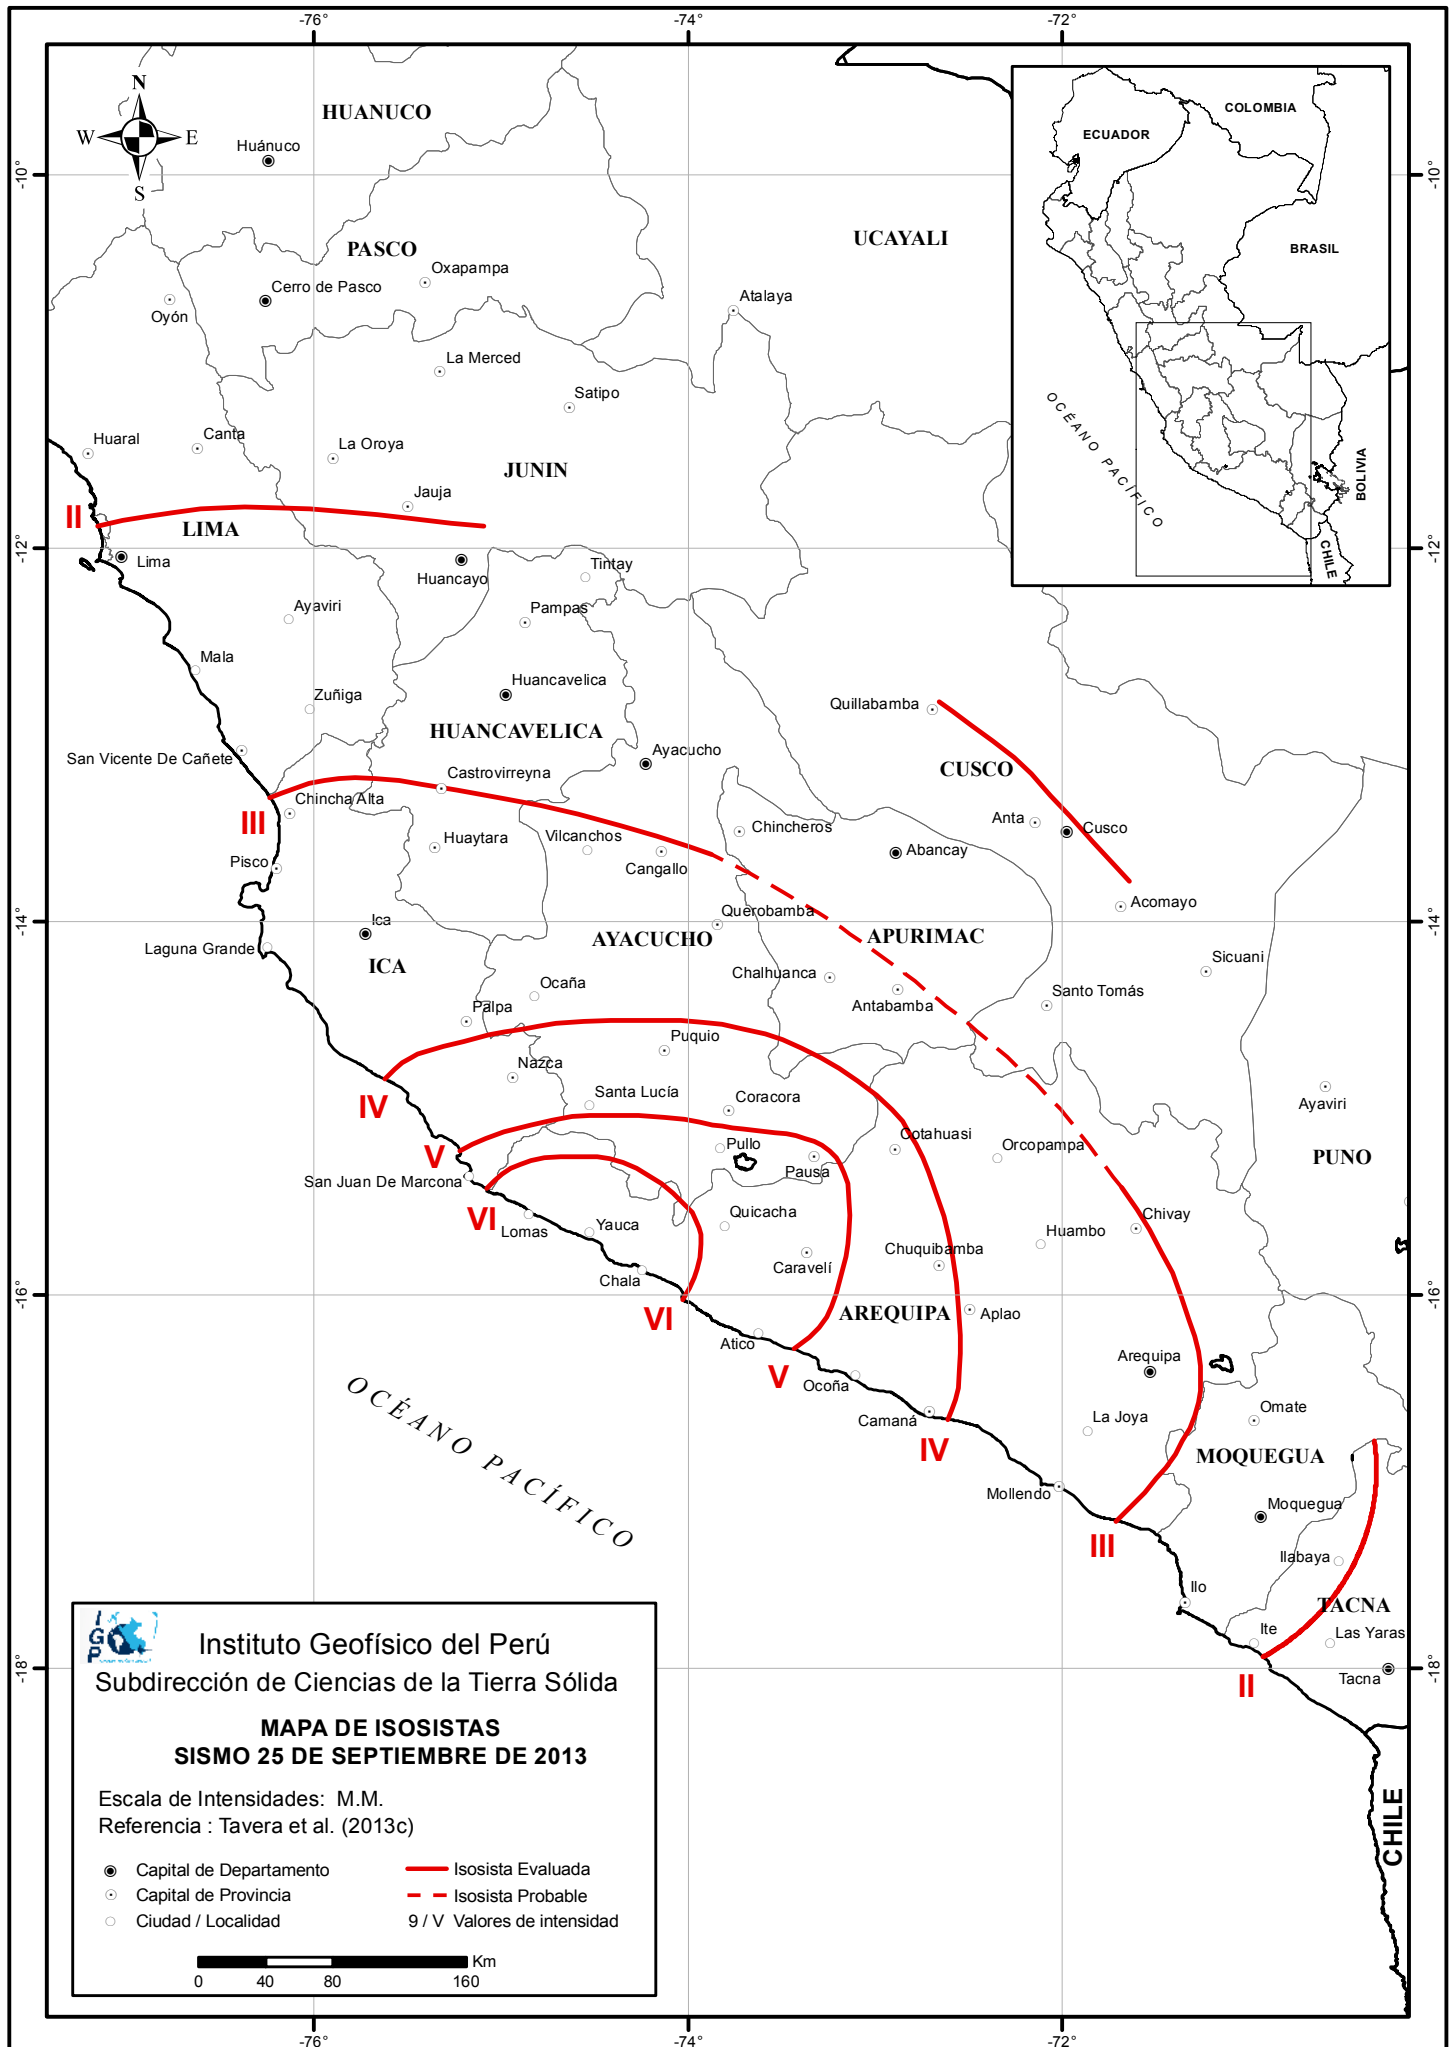 -76°
-74°
-72°
-10°
-12°
-14°
-16°
-18°
-10°
-12°
-14°
-16°
-18°
N
W
E
S
HUANUCO
Huánuco
PASCO
Oxapampa
Cerro de Pasco
Oyón
UCAYALI
Atalaya
La Merced
Satipo
Huaral
Canta
La Oroya
JUNIN
Jauja
II
LIMA
Lima
Huancayo
Tintay
Ayaviri
Pampas
Mala
Zuñiga
Huancavelica
HUANCAVELICA
Quillabamba
San Vicente De Cañete
Ayacucho
CUSCO
Castrovirreyna
Chincha Alta
III
Anta
Cusco
Huaytara
Vilcanchos
Cangallo
Chincheros
Abancay
Pisco
Acomayo
Querobamba
Ica
AYACUCHO
APURIMAC
Laguna Grande
ICA
Sicuani
Chalhuanca
Ocaña
Antabamba
Santo Tomás
Palpa
Puquio
Nazca
Santa Lucía
Coracora
IV
Ayaviri
Cotahuasi
Orcopampa
V
Pullo
PUNO
Pausa
San Juan De Marcona
VI
Lomas
Yauca
Quicacha
Chivay
Huambo
Chuquibamba
Caravelí
Chala
VI
AREQUIPA
Aplao
Atico
V
Arequipa
Ocoña
Camaná
La Joya
Omate
IV
MOQUEGUA
Mollendo
Moquegua
III
Ilabaya
Ilo
TACNA
Ite
Las Yaras
II
Tacna
CHILE
OCÉANO PACÍFICO
COLOMBIA
ECUADOR
BRASIL
OCÉANO PACÍFICO
BOLIVIA
CHILE
IGP
Instituto Geofísico del Perú
Subdirección de Ciencias de la Tierra Sólida
MAPA DE ISOSISTAS
SISMO 25 DE SEPTIEMBRE DE 2013
Escala de Intensidades: M.M.
Referencia : Tavera et al. (2013c)
Capital de Departamento
Isosista Evaluada
Capital de Provincia
Isosista Probable
Ciudad / Localidad
9 / V Valores de intensidad
Km
0 40 80 160
-76°
-74°
-72°